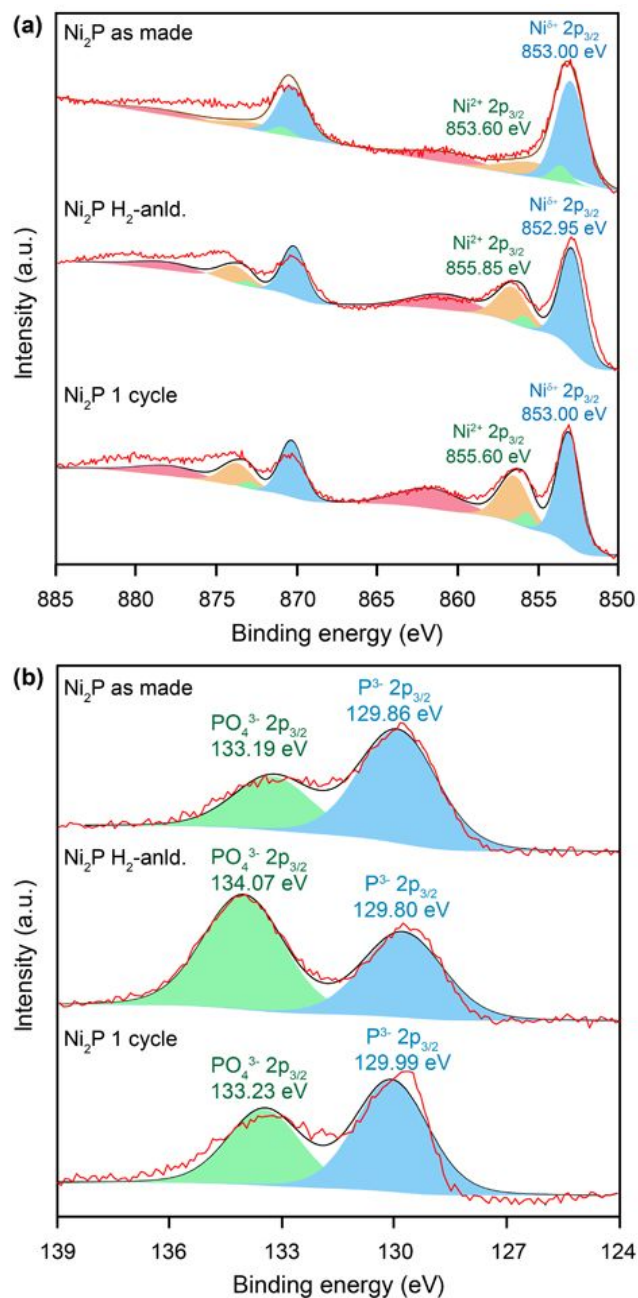 (a)
Ni₂P as made
Ni^δ+ 2p₃/₂
853.00 eV
Ni²⁺ 2p₃/₂
853.60 eV
Ni₂P H₂-anld.
Ni^δ+ 2p₃/₂
852.95 eV
Ni²⁺ 2p₃/₂
855.85 eV
Ni₂P 1 cycle
Ni^δ+ 2p₃/₂
853.00 eV
Ni²⁺ 2p₃/₂
855.60 eV
Intensity (a.u.)
885 880 875 870 865 860 855 850
Binding energy (eV)
(b)
Ni₂P as made
PO₄³⁻ 2p₃/₂
133.19 eV
P³⁻ 2p₃/₂
129.86 eV
Ni₂P H₂-anld.
PO₄³⁻ 2p₃/₂
134.07 eV
P³⁻ 2p₃/₂
129.80 eV
Ni₂P 1 cycle
PO₄³⁻ 2p₃/₂
133.23 eV
P³⁻ 2p₃/₂
129.99 eV
Intensity (a.u.)
139 136 133 130 127 124
Binding energy (eV)